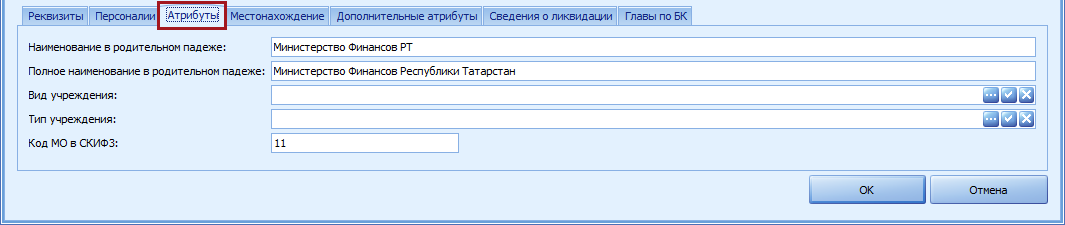 Реквизиты Персоналии Атрибуты Местонахождение Дополнительные атрибуты Сведения о ликвидации Главы по БК
Наименование в родительном падеже: Министерство Финансов РТ
Полное наименование в родительном падеже: Министерство Финансов Республики Татарстан
Вид учреждения:
Тип учреждения:
Код МО в СКИФ3: 11
ОК Отмена